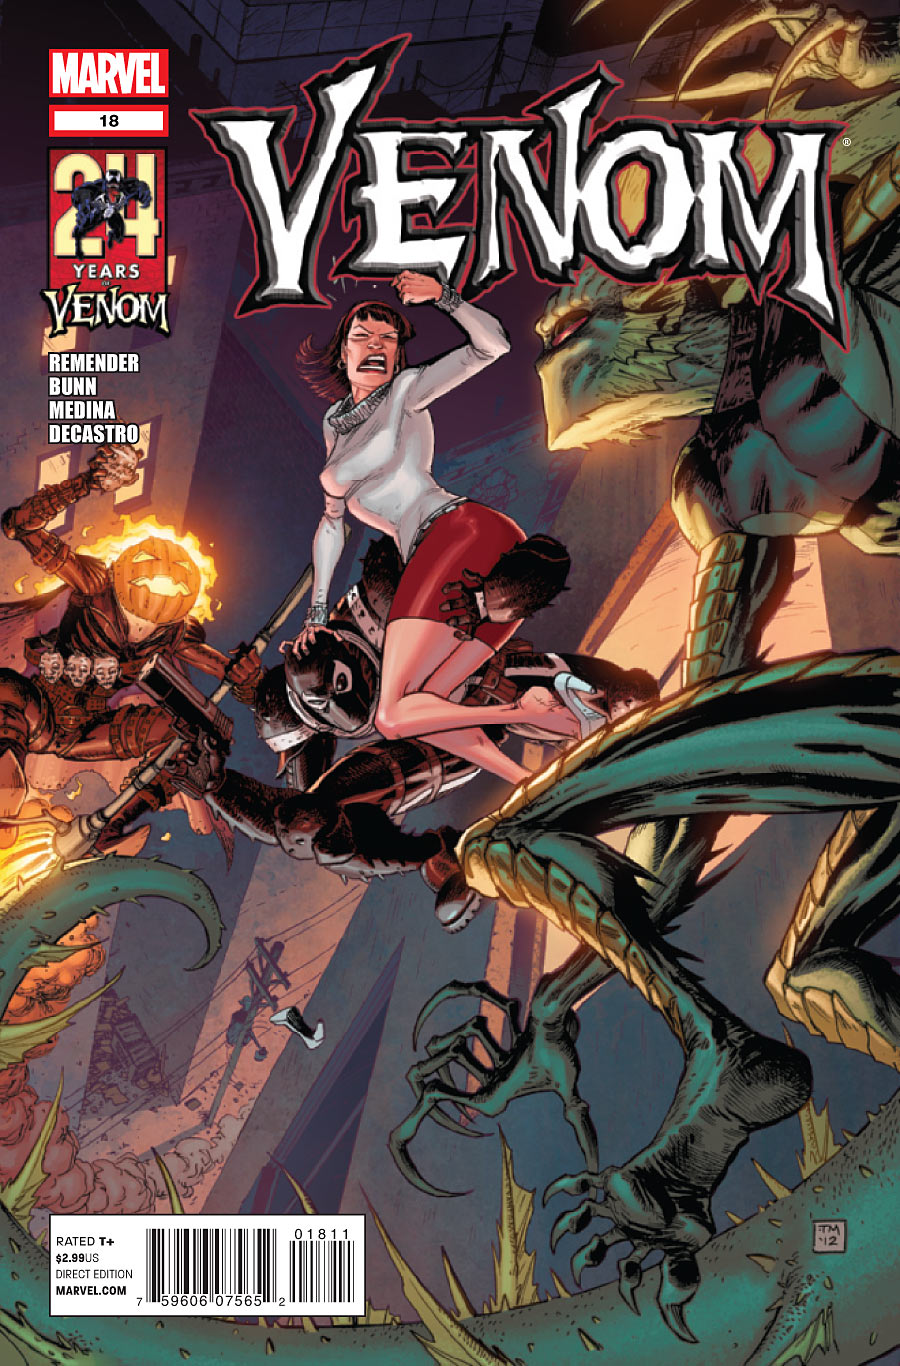 MARVEL
18
VENOM®
24
YEARS
OF
VENOM
REMENDER
BUNN
MEDINA
DECASTRO
RATED T+
$2.99US
DIRECT EDITION
MARVEL.COM
01811
7 59606 07565 2
TM
'12